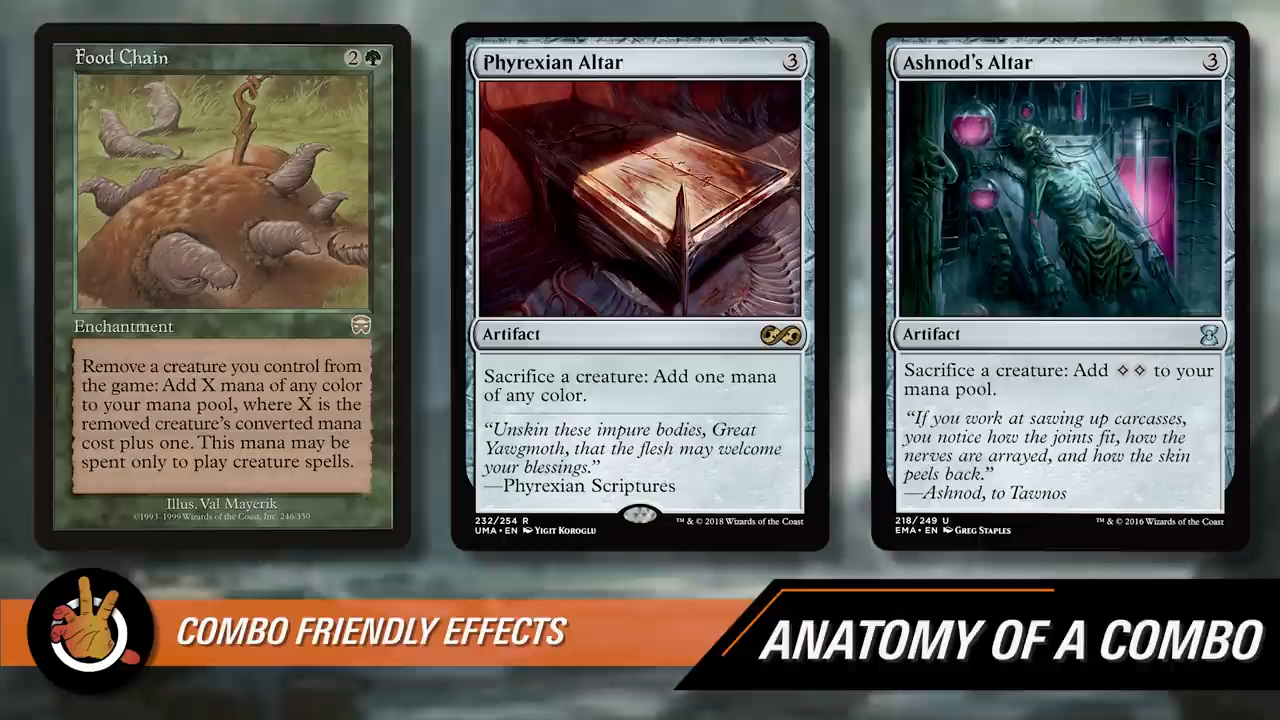 Food Chain 2
Enchantment
Remove a creature you control from
the game: Add X mana of any color
to your mana pool, where X is the
removed creature's converted mana
cost plus one. This mana may be
spent only to play creature spells.
Illus. Val Mayerik
©1993-1999 Wizards of the Coast, Inc. 246/350
Phyrexian Altar 3
Artifact
Sacrifice a creature: Add one mana
of any color.
“Unskin these impure bodies, Great
Yawgmoth, that the flesh may welcome
your blessings.”
—Phyrexian Scriptures
232/254 R
UMA • EN Yigit Koroglu
™ & © 2018 Wizards of the Coast
Ashnod's Altar 3
Artifact
Sacrifice a creature: Add to your
mana pool.
“If you work at sawing up carcasses,
you notice how the joints fit, how the
nerves are arrayed, and how the skin
peels back.”
—Ashnod, to Tawnos
218/249 U
EMA • EN Greg Staples
™ & © 2016 Wizards of the Coast
COMBO FRIENDLY EFFECTS
ANATOMY OF A COMBO